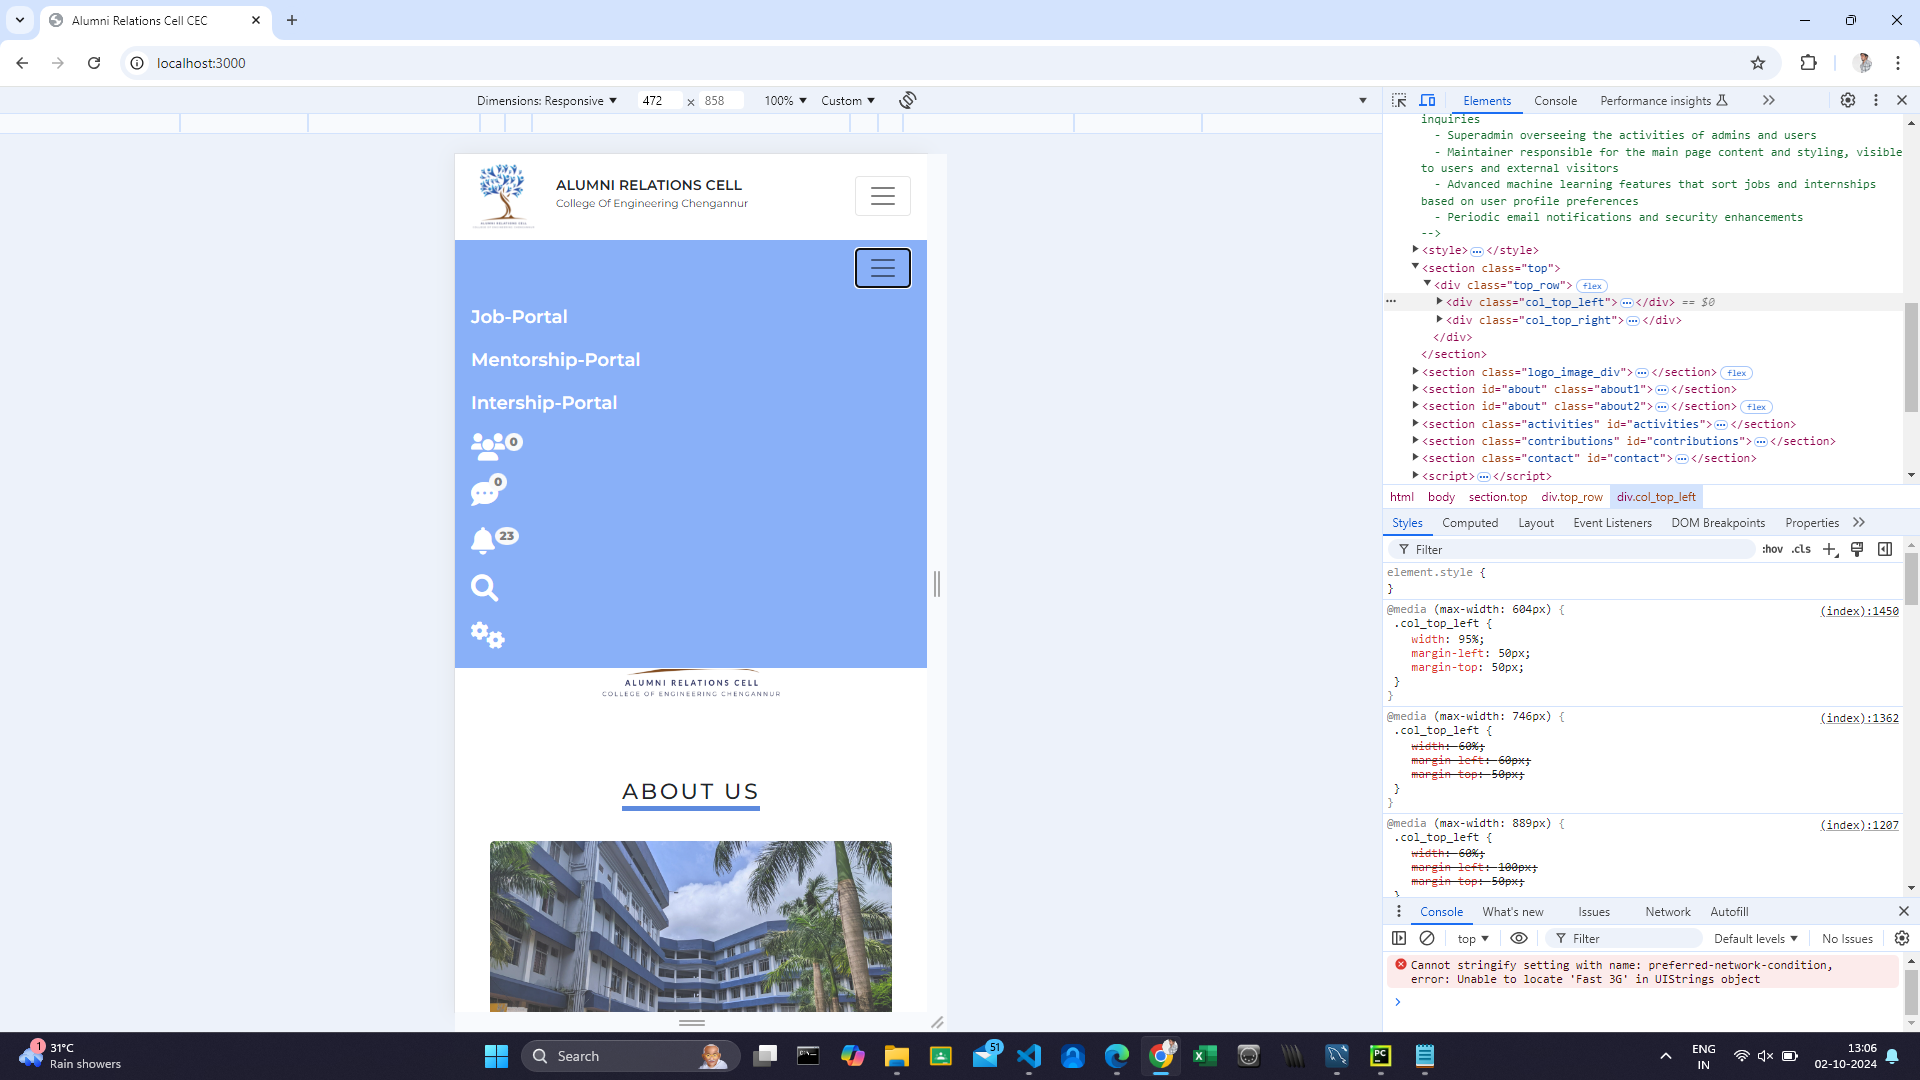 Alumni Relations Cell CEC
localhost:3000
Dimensions: Responsive
472 × 858
100%
Custom
ALUMNI RELATIONS CELL
College Of Engineering Chengannur
Job-Portal
Mentorship-Portal
Intership-Portal
0
0
23
ALUMNI RELATIONS CELL
COLLEGE OF ENGINEERING CHENGANNUR
ABOUT US
Elements Console Performance insights
inquiries
- Superadmin overseeing the activities of admins and users
- Maintainer responsible for the main page content and styling, visible
to users and external visitors
- Advanced machine learning features that sort jobs and internships
based on user profile preferences
- Periodic email notifications and security enhancements
-->
<style>…</style>
<section class="top">
<div class="top_row"> flex
<div class="col_top_left">…</div> == $0
<div class="col_top_right">…</div>
</div>
</section>
<section class="logo_image_div">…</section> flex
<section id="about" class="about1">…</section>
<section id="about" class="about2">…</section> flex
<section class="activities" id="activities">…</section>
<section class="contributions" id="contributions">…</section>
<section class="contact" id="contact">…</section>
<script>…</script>
html body section.top div.top_row div.col_top_left
Styles Computed Layout Event Listeners DOM Breakpoints Properties
Filter :hov .cls
element.style {
}
@media (max-width: 604px) { (index):1450
.col_top_left {
width: 95%;
margin-left: 50px;
margin-top: 50px;
}
}
@media (max-width: 746px) { (index):1362
.col_top_left {
width: 60%;
margin-left: 60px;
margin-top: 50px;
}
}
@media (max-width: 889px) { (index):1207
.col_top_left {
width: 60%;
margin-left: 100px;
margin-top: 50px;
}
Console What's new Issues Network Autofill
top Filter Default levels No Issues
Cannot stringify setting with name: preferred-network-condition,
error: Unable to locate 'Fast 3G' in UIStrings object
1
31°C
Rain showers
Search
51
PC
ENG
IN
13:06
02-10-2024